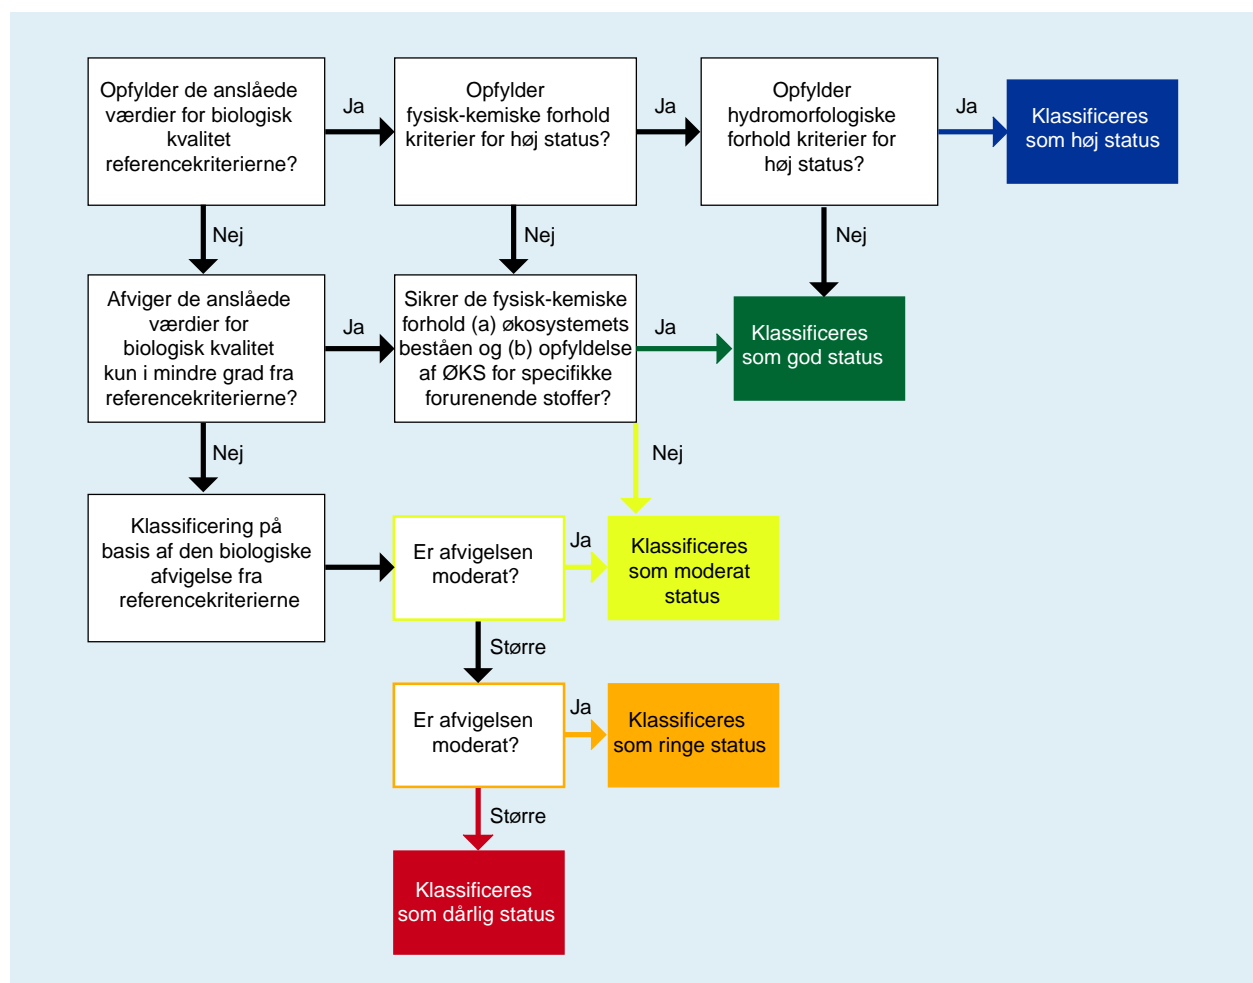 Opfylder de anslåede
værdier for biologisk
kvalitet
referencekriterierne?
Ja
Opfylder
fysisk-kemiske forhold
kriterier for høj status?
Ja
Opfylder
hydromorfologiske
forhold kriterier for
høj status?
Ja
Klassificeres
som høj status
Nej
Nej
Nej
Afviger de anslåede
værdier for
biologisk kvalitet
kun i mindre grad fra
referencekriterierne?
Ja
Sikrer de fysisk-kemiske
forhold (a) økosystemets
beståen og (b) opfyldelse
af ØKS for specifikke
forurenende stoffer?
Ja
Klassificeres
som god status
Nej
Nej
Klassificering på
basis af den biologiske
afvigelse fra
referencekriterierne
Er afvigelsen
moderat?
Ja
Klassificeres
som moderat
status
Større
Er afvigelsen
moderat?
Ja
Klassificeres
som ringe status
Større
Klassificeres
som dårlig status